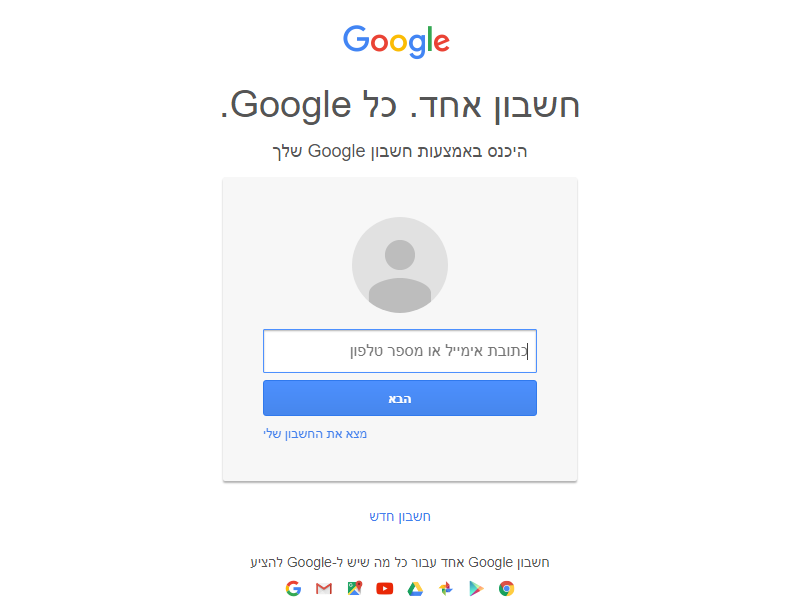 Google
חשבון אחד. כל Google.
היכנס באמצעות חשבון Google שלך
כתובת אימייל או מספר טלפון
הבא
מצא את החשבון שלי
חשבון חדש
חשבון Google אחד עבור כל מה שיש ל-Google להציע